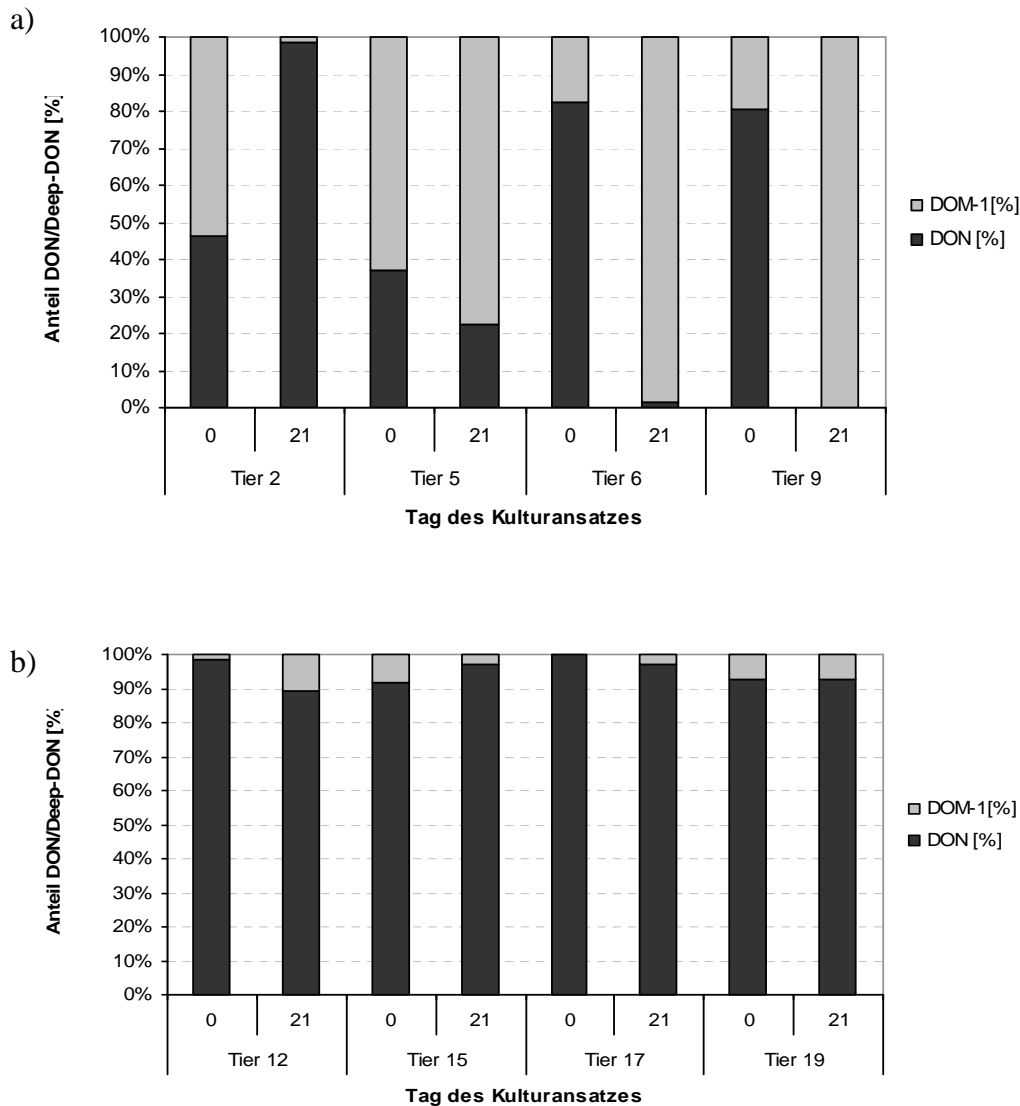 a)
100%
90%
80%
70%
60%
50%
40%
30%
20%
10%
0%
Anteil DON/Deep-DON [%]
DOM-1[%]
DON [%]
0 21 0 21 0 21 0 21
Tier 2 Tier 5 Tier 6 Tier 9
Tag des Kulturansatzes
b)
100%
90%
80%
70%
60%
50%
40%
30%
20%
10%
0%
Anteil DON/Deep-DON [%]
DOM-1[%]
DON [%]
0 21 0 21 0 21 0 21
Tier 12 Tier 15 Tier 17 Tier 19
Tag des Kulturansatzes